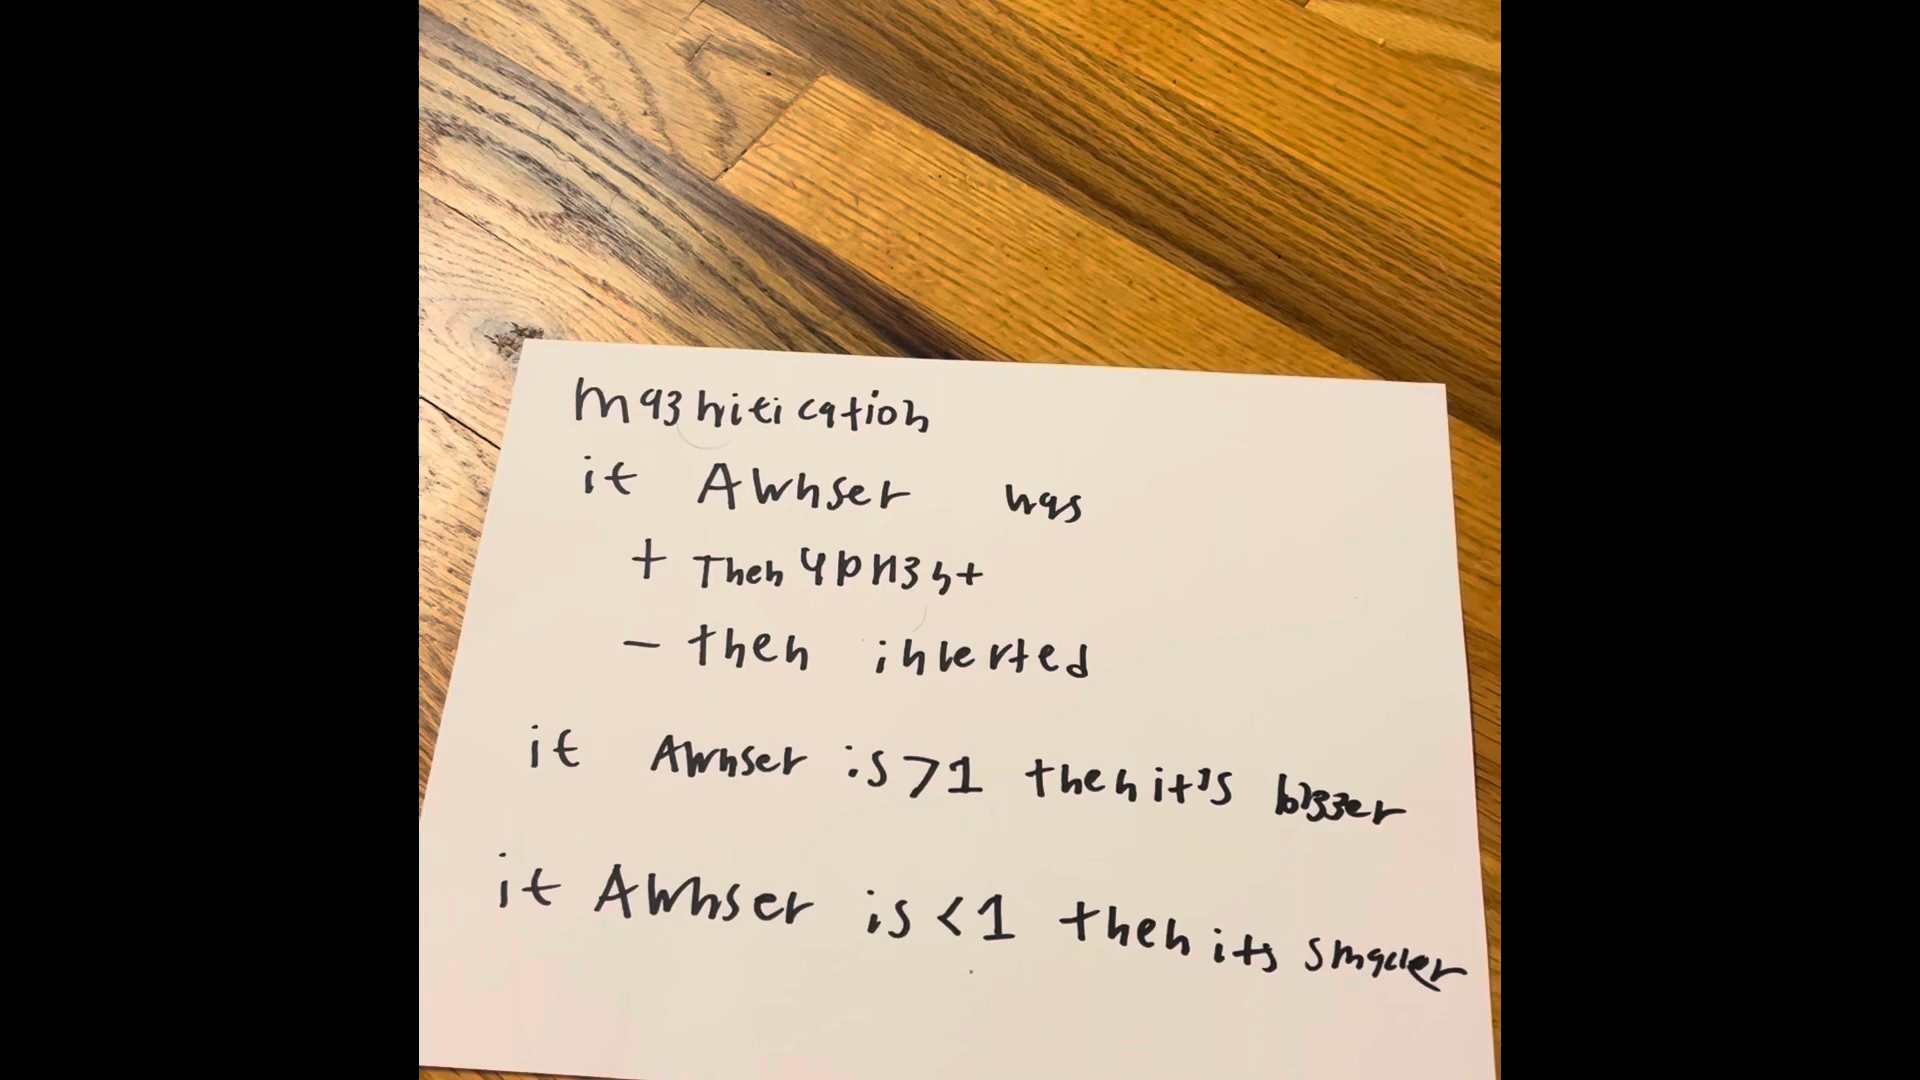 Magnification
if Awnser has
+ Then upright
- then inverted
if Awnser is >1 then it's bigger
if Awnser is <1 then its smaller